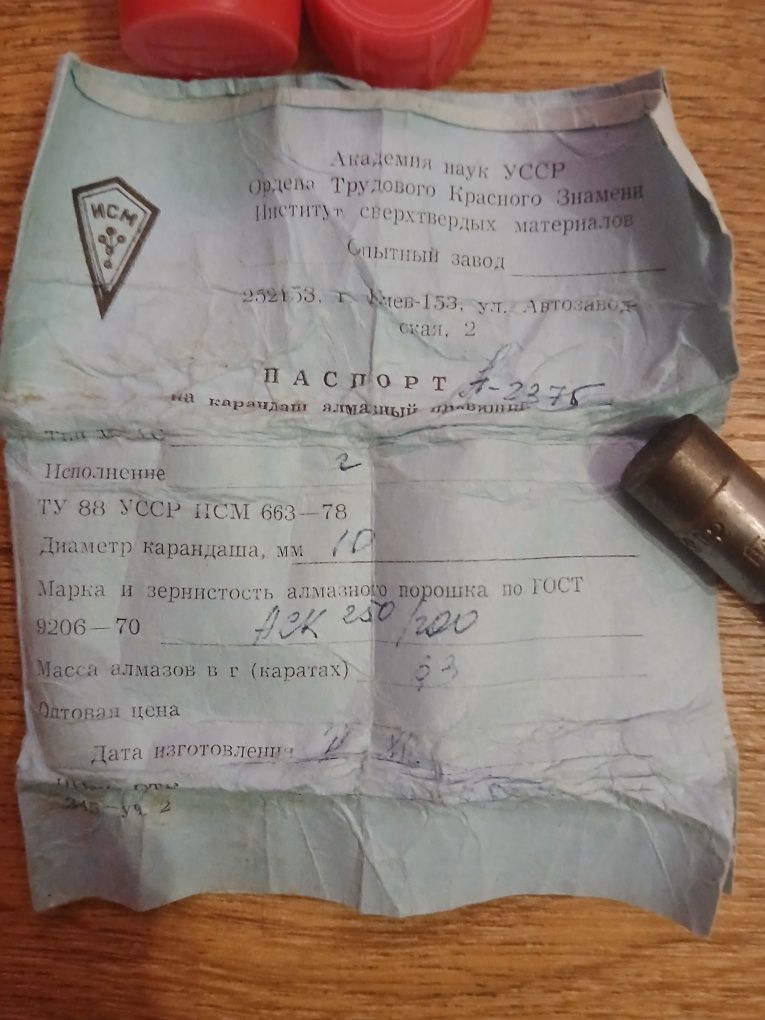 ИСМ
Академия наук УССР
Ордена Трудового Красного Знамени
Институт сверхтвердых материалов
Опытный завод
252153, г. Киев-153, ул. Автозавод-
ская, 2
ПАСПОРТ А-2375
на карандаш алмазный правящий
Исполнение г
ТУ 88 УССР ИСМ 663—78
Диаметр карандаша, мм 10
Марка и зернистость алмазного порошка по ГОСТ
9206—70 АСК 250/200
Масса алмазов в г (каратах)
Оптовая цена
Дата изготовления